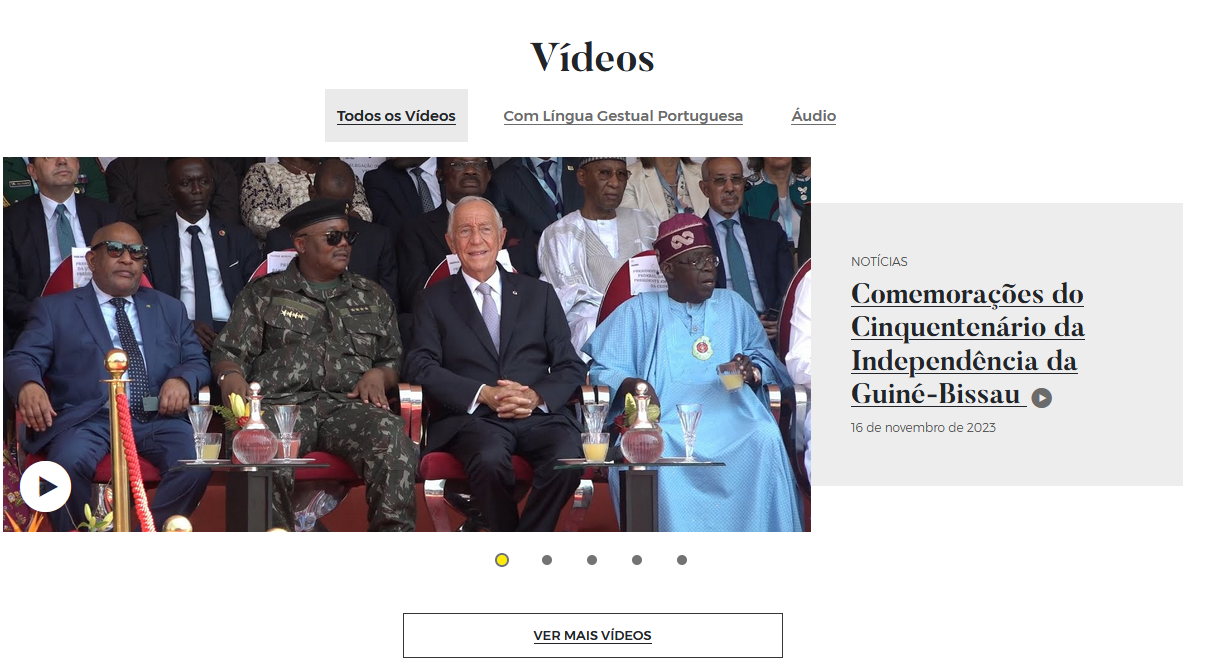 Vídeos
Todos os Vídeos
Com Língua Gestual Portuguesa
Áudio
NOTÍCIAS
Comemorações do
Cinquentenário da
Independência da
Guiné-Bissau
16 de novembro de 2023
VER MAIS VÍDEOS